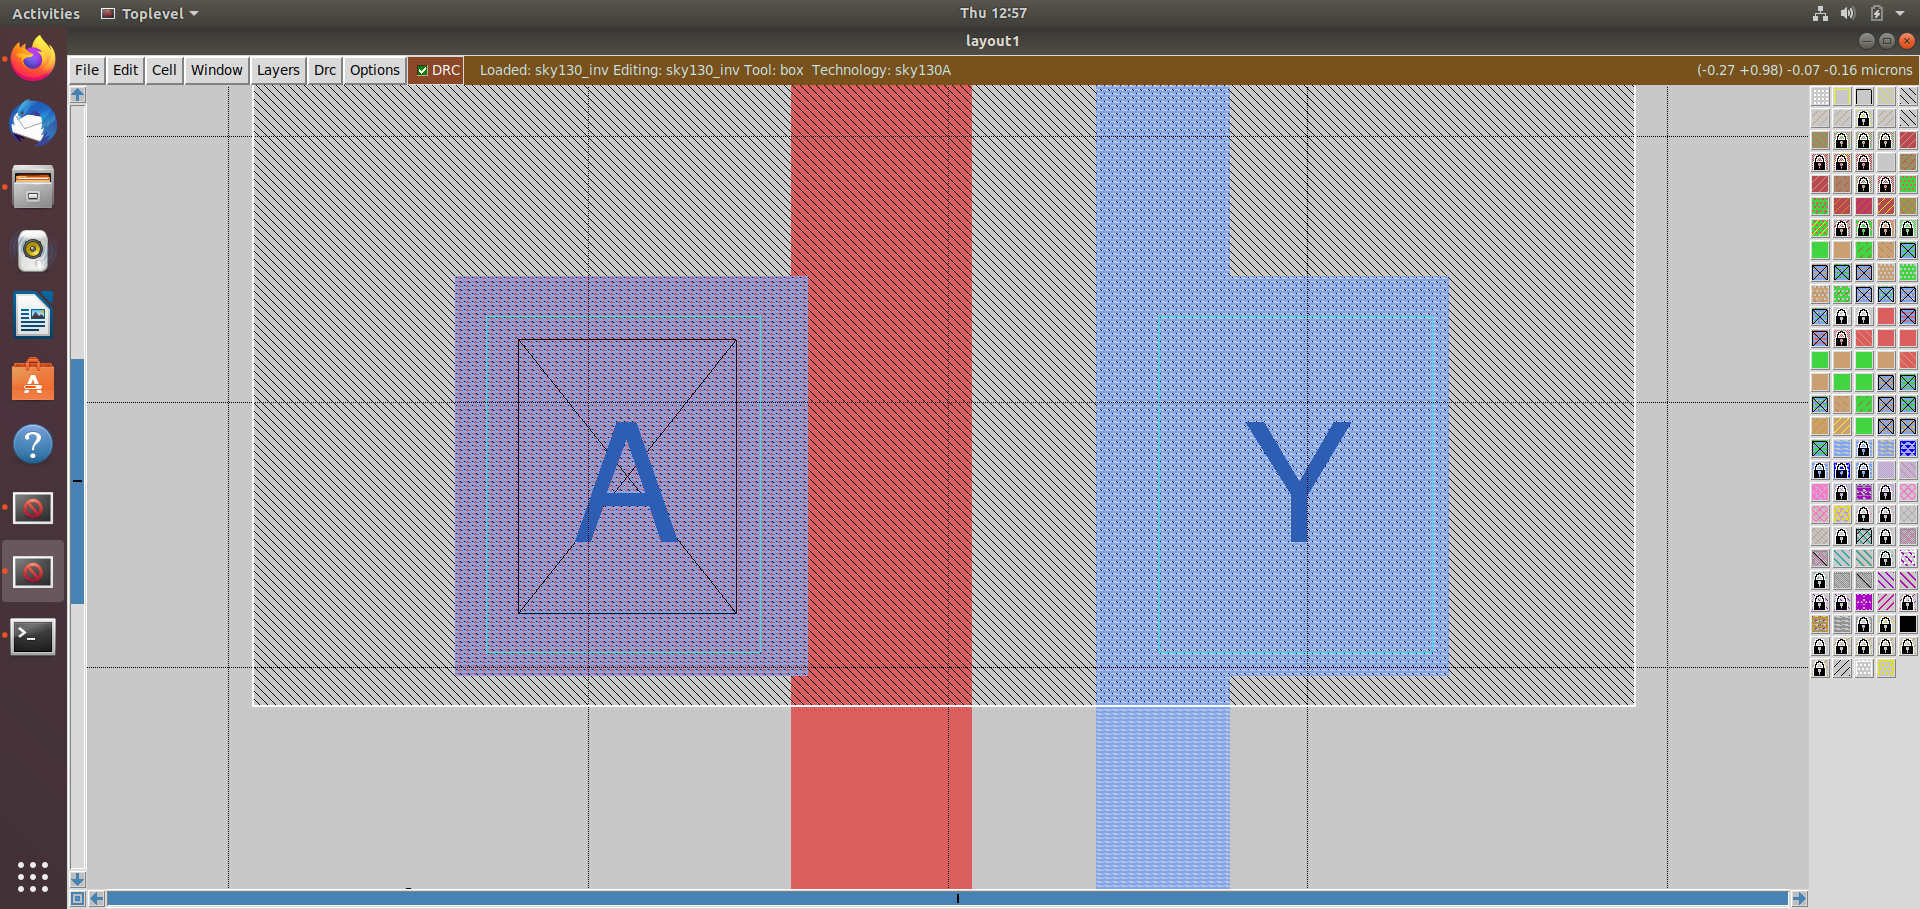 Activities Toplevel Thu 12:57
layout1
File Edit Cell Window Layers Drc Options DRC Loaded: sky130_inv Editing: sky130_inv Tool: box Technology: sky130A (-0.27 +0.98) -0.07 -0.16 microns
A Y